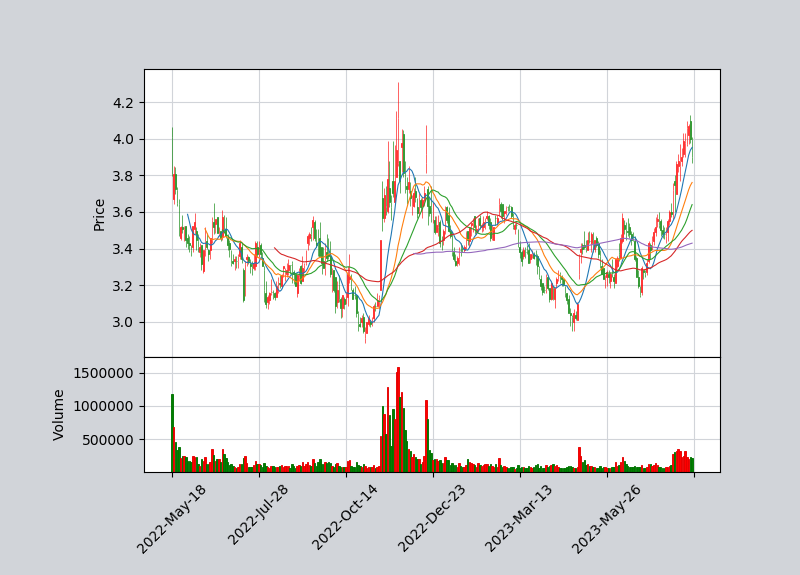 4.2
4.0
3.8
3.6
3.4
3.2
3.0
Price
1500000
1000000
500000
Volume
2022-May-18
2022-Jul-28
2022-Oct-14
2022-Dec-23
2023-Mar-13
2023-May-26